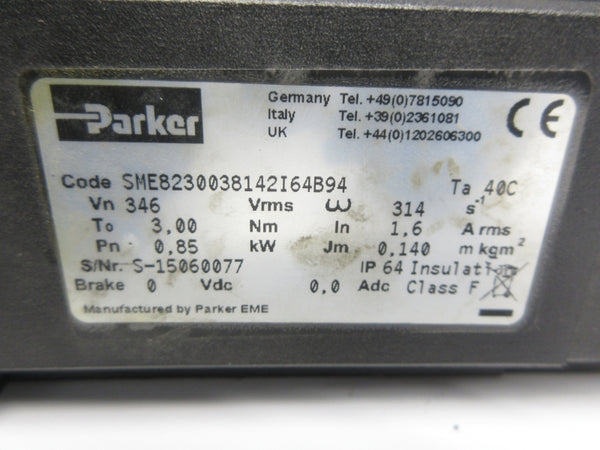 Parker
Germany Tel. +49(0)7815090
Italy Tel. +39(0)2361081
UK Tel. +44(0)1202606300
CE
Code SME8230038142I64B94 Ta 40C
Vn 346 Vrms ω 314 s-1
To 3,00 Nm In 1,6 A rms
Pn 0,85 kW Jm 0,140 m kgm2
S/Nr. S-15060077 IP 64
Brake 0 Vdc 0,0 Adc Class F
Manufactured by Parker EME